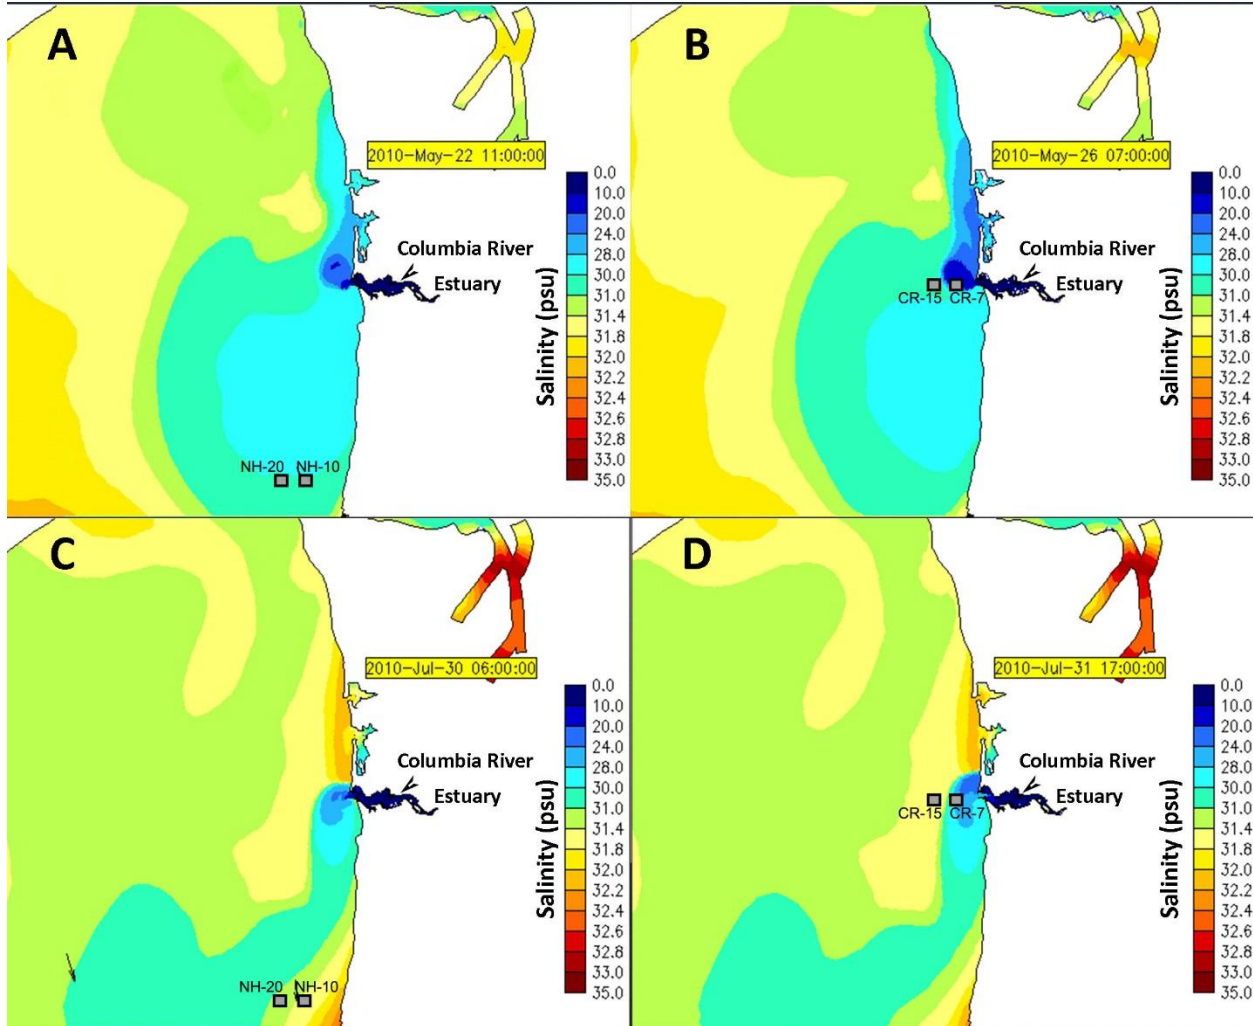 A
2010-May-22 11:00:00
Columbia River
Estuary
Salinity (psu)
0.0
10.0
20.0
24.0
28.0
30.0
31.0
31.4
31.8
32.0
32.2
32.4
32.6
32.8
33.0
35.0
NH-20 NH-10
B
2010-May-26 07:00:00
Columbia River
Estuary
CR-15 CR-7
Salinity (psu)
0.0
10.0
20.0
24.0
28.0
30.0
31.0
31.4
31.8
32.0
32.2
32.4
32.6
32.8
33.0
35.0
C
2010-Jul-30 06:00:00
Columbia River
Estuary
Salinity (psu)
0.0
10.0
20.0
24.0
28.0
30.0
31.0
31.4
31.8
32.0
32.2
32.4
32.6
32.8
33.0
35.0
NH-20 NH-10
D
2010-Jul-31 17:00:00
Columbia River
Estuary
CR-15 CR-7
Salinity (psu)
0.0
10.0
20.0
24.0
28.0
30.0
31.0
31.4
31.8
32.0
32.2
32.4
32.6
32.8
33.0
35.0